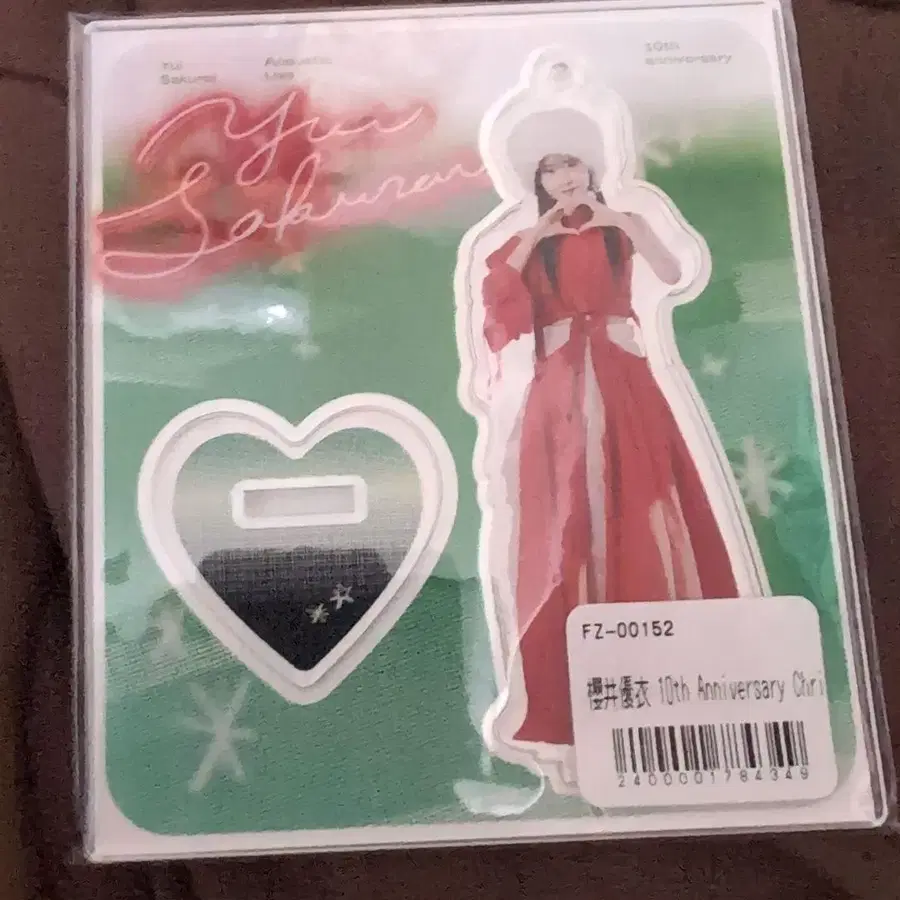 Yui
Sakurai
Acoustic
Live
10th
anniversary
Yui
Sakurai
FZ-00152
櫻井優衣 10th Anniversary Chri
2400001784349